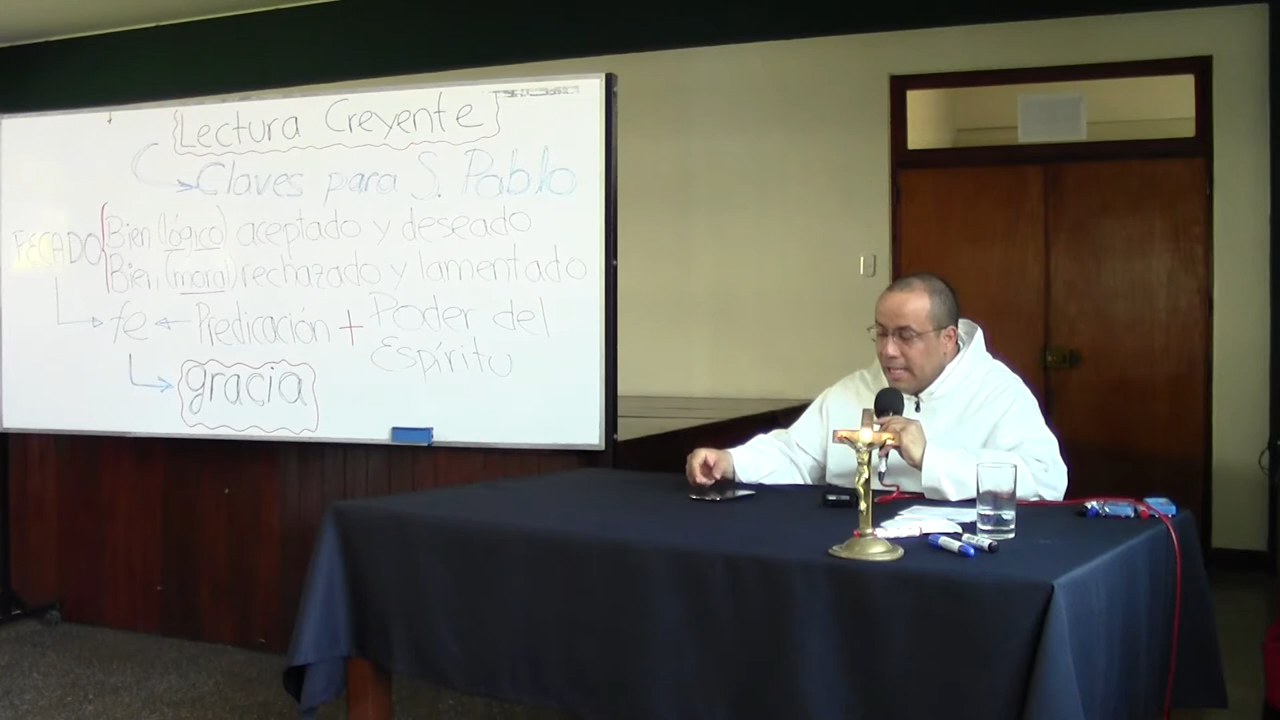 Lectura Creyente
Claves para S. Pablo
PECADO
Bien (lógico) aceptado y deseado
Bien (moral) rechazado y lamentado
fe Predicación + Poder del Espíritu
gracia